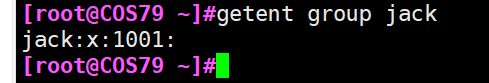 [root@COS79 ~]#getent group jack
jack:x:1001:
[root@COS79 ~]#